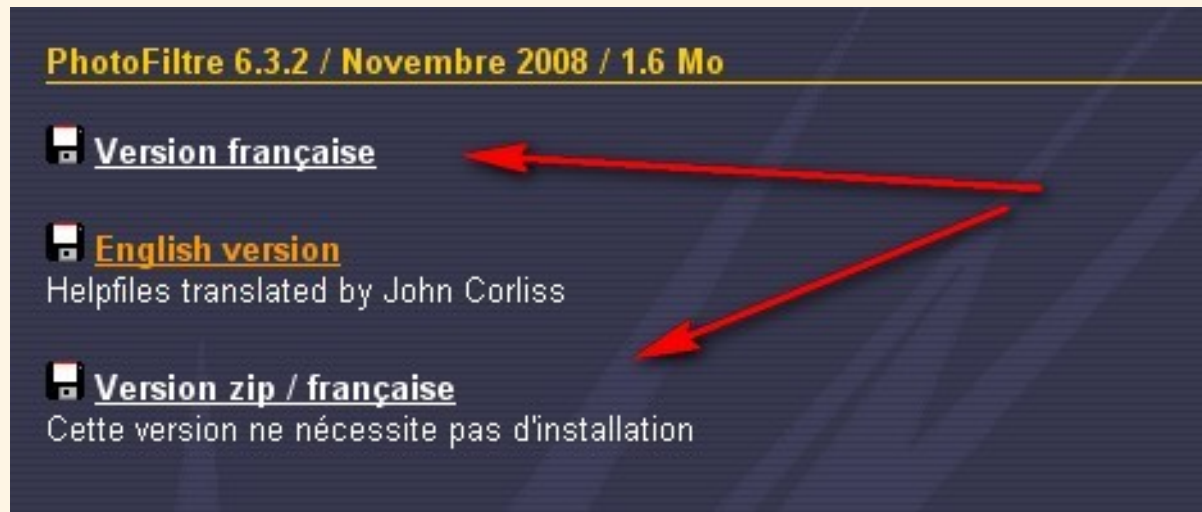 PhotoFiltre 6.3.2 / Novembre 2008 / 1.6 Mo
Version française
English version
Helpfiles translated by John Corliss
Version zip / française
Cette version ne nécessite pas d'installation